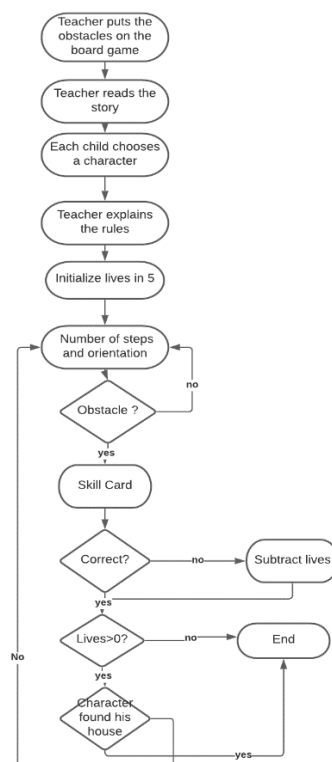 Teacher puts the
obstacles on the
board game
Teacher reads the
story
Each child chooses
a character
Teacher explains
the rules
Initialize lives in 5
Number of steps
and orientation
no
Obstacle ?
yes
Skill Card
Correct?
no
Subtract lives
yes
Lives>0?
no
End
No
yes
Character
found his
house
yes